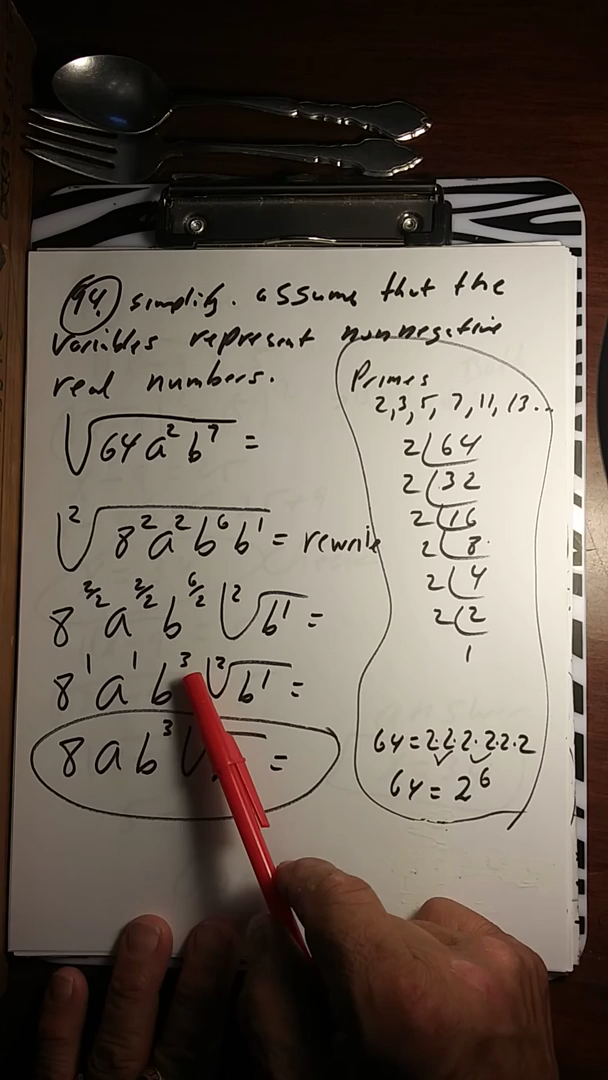 94. simplify. assume that the
variables represent nonnegative
real numbers.
√64a²b⁷ =
²√8²a²b⁶b¹ = rewrite
8^2/2 a^2/2 b^6/2 ²√b¹ =
8¹a¹b³ ²√b¹ =
8ab³√ =
Primes
2,3,5,7,11,13...
2 64
2 32
2 16
2 8
2 4
2 2
1
64=2·2·2·2·2·2
64 = 2⁶